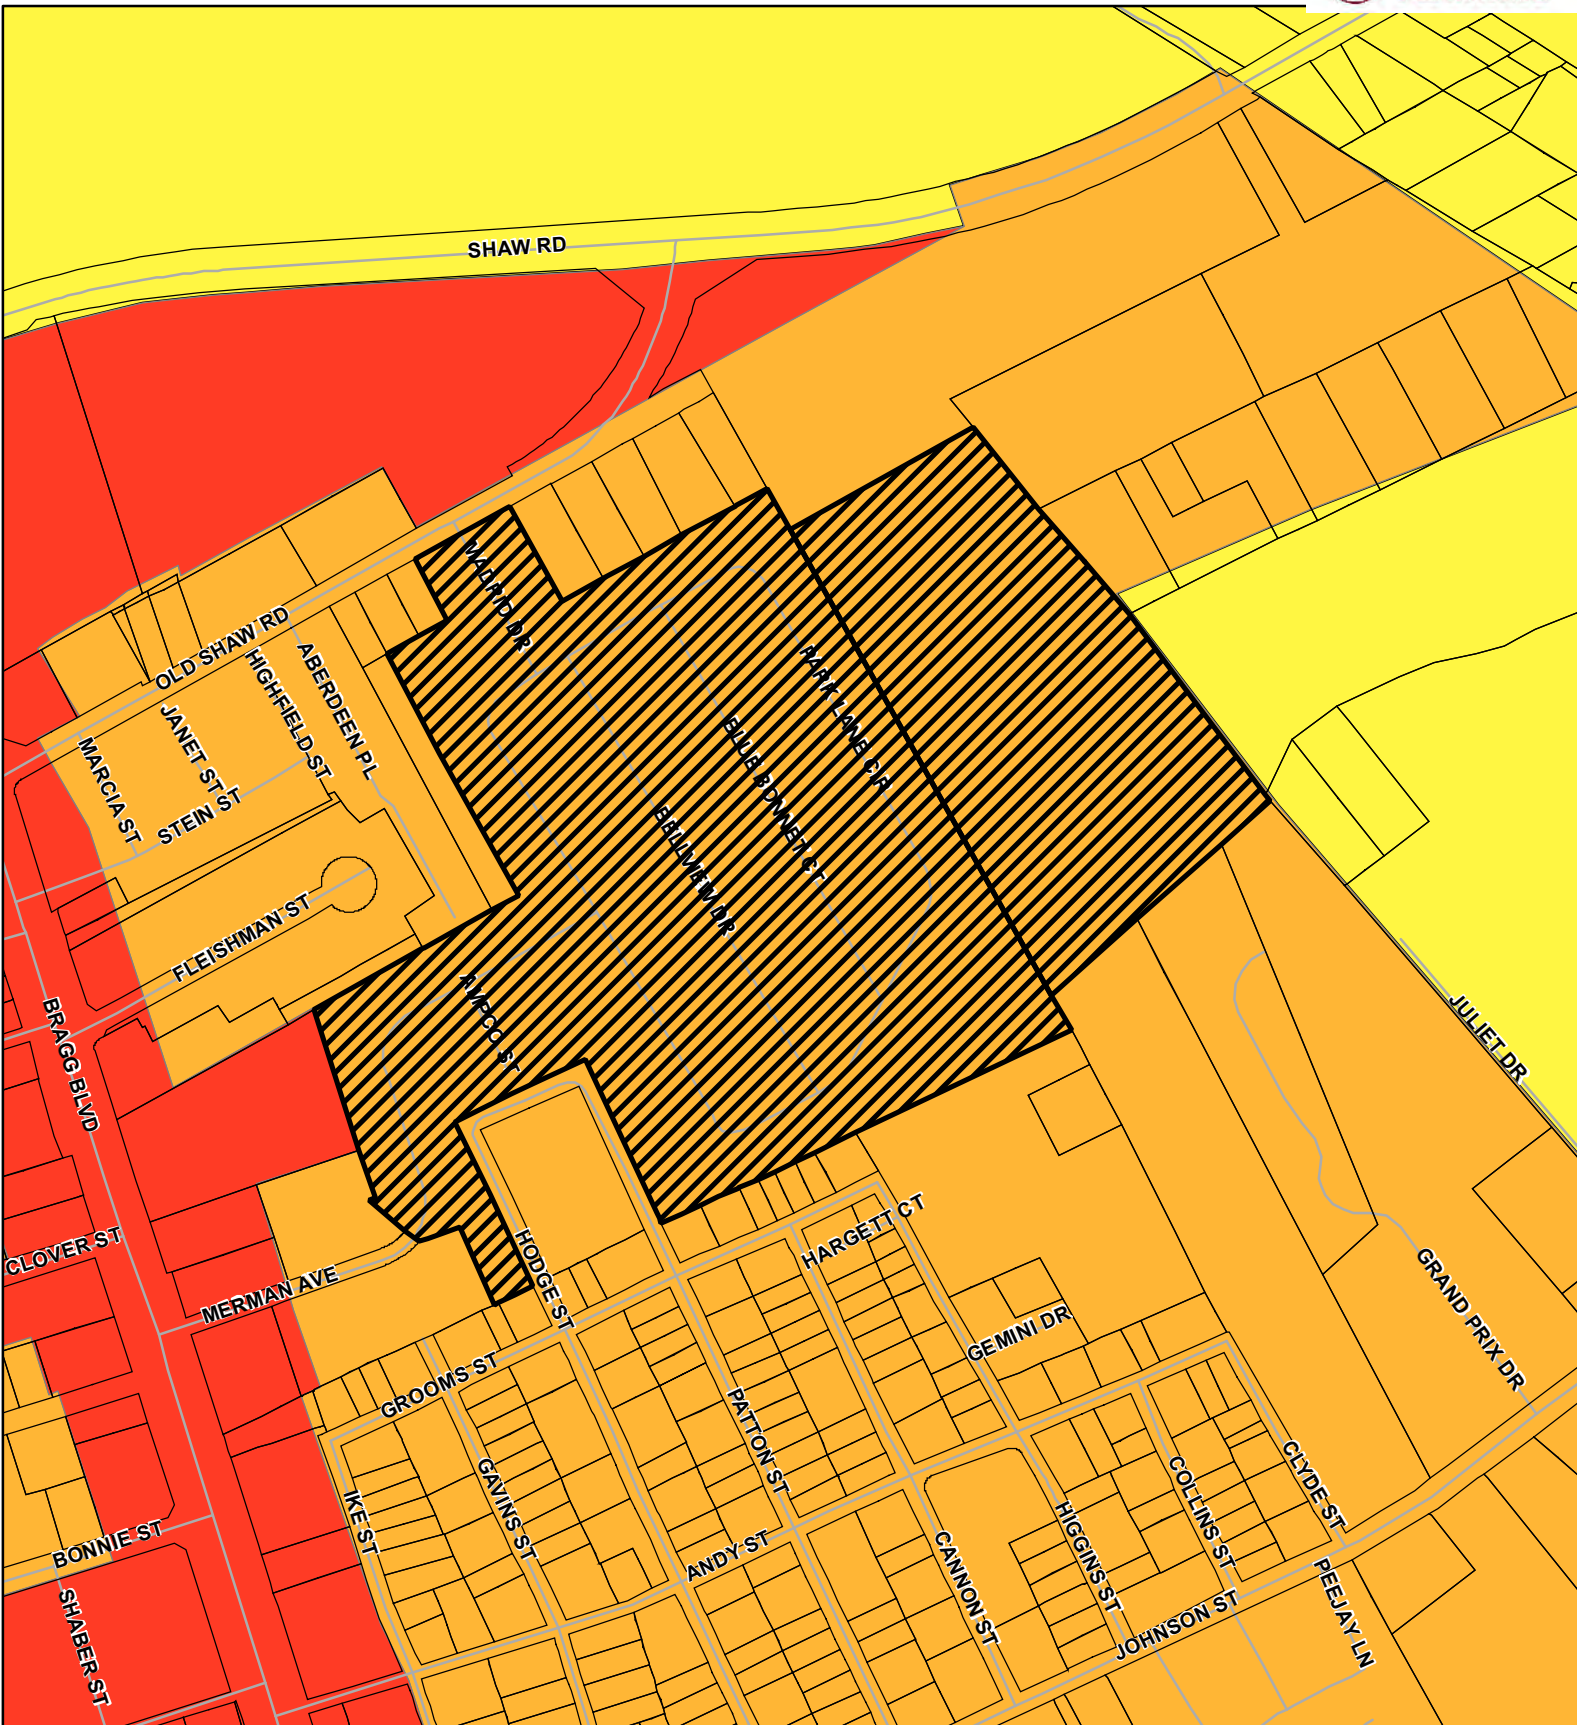 SHAW RD
MADRID DR
OLD SHAW RD
ABERDEEN PL
HIGHFIELD ST
PARK LANE CIR
JANET ST
MARCIA ST
STEIN ST
BLUE BONNET CT
BELLVIEW DR
FLEISHMAN ST
AMPCO ST
BRAGG BLVD
JULIET DR
CLOVER ST
HARGETT CT
HODGE ST
MERMAN AVE
GRAND PRIX DR
GEMINI DR
GROOMS ST
PATTON ST
CLYDE ST
GAVINS ST
COLLINS ST
IKE ST
HIGGINS ST
BONNIE ST
ANDY ST
CANNON ST
PEEJAY LN
SHABER ST
JOHNSON ST